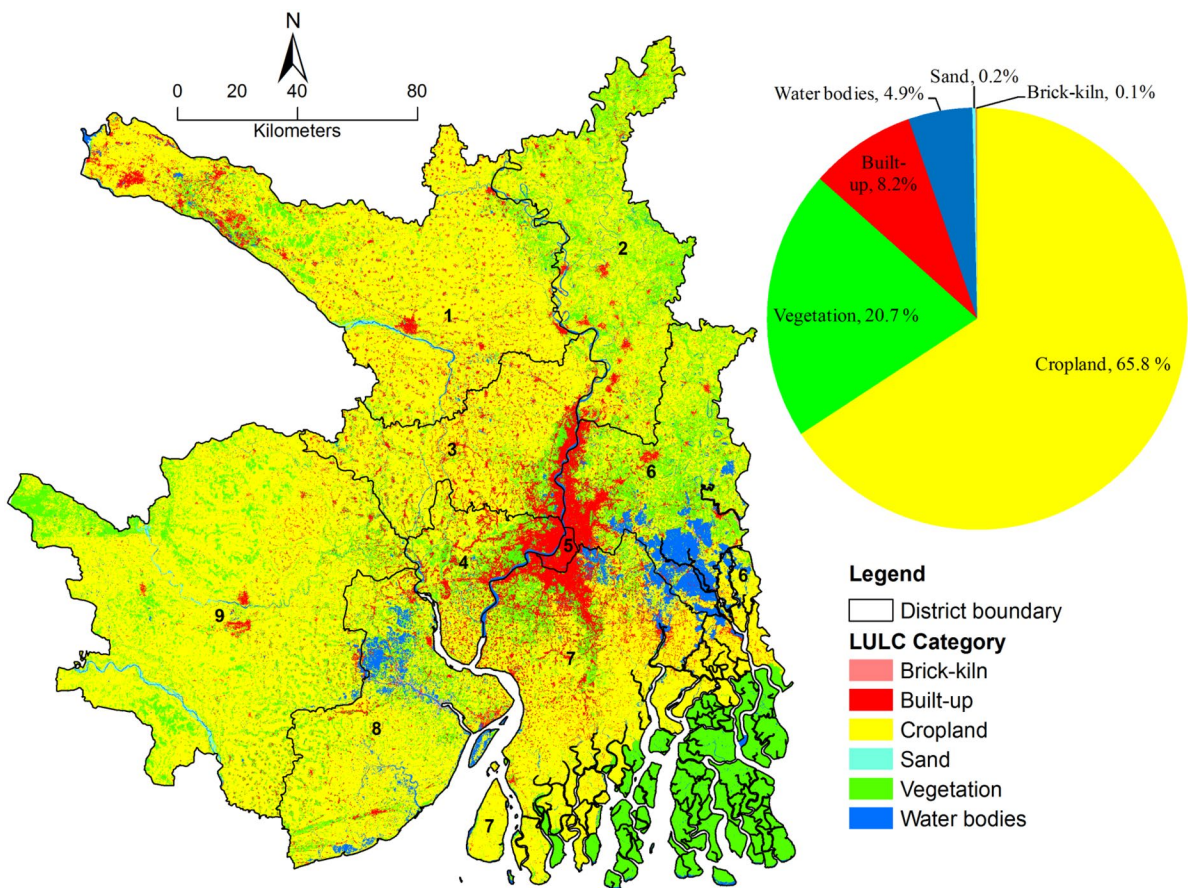 N
0 20 40 80
Kilometers
Sand, 0.2%
Water bodies, 4.9%
Brick-kiln, 0.1%
Built-
up, 8.2%
Vegetation, 20.7 %
Cropland, 65.8 %
2
1
3
6
5
4
6
9
7
8
7
Legend
District boundary
LULC Category
Brick-kiln
Built-up
Cropland
Sand
Vegetation
Water bodies